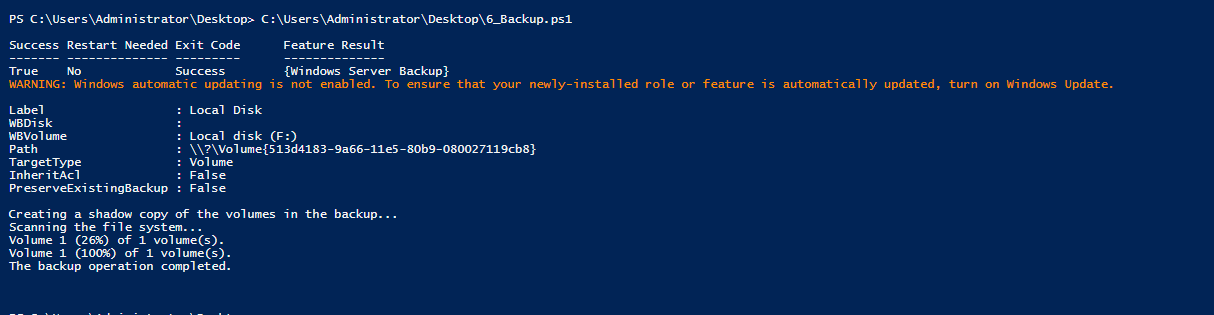 PS C:\Users\Administrator\Desktop> C:\Users\Administrator\Desktop\6_Backup.ps1
Success Restart Needed Exit Code      Feature Result
------- -------------- ---------      --------------
True    No             Success        {Windows Server Backup}
WARNING: Windows automatic updating is not enabled. To ensure that your newly-installed role or feature is automatically updated, turn on Windows Update.
Label                  : Local Disk
WBDisk                 :
WBVolume               : Local disk (F:)
Path                   : \\?\Volume{513d4183-9a66-11e5-80b9-080027119cb8}
TargetType             : Volume
InheritAcl             : False
PreserveExistingBackup : False
Creating a shadow copy of the volumes in the backup...
Scanning the file system...
Volume 1 (26%) of 1 volume(s).
Volume 1 (100%) of 1 volume(s).
The backup operation completed.